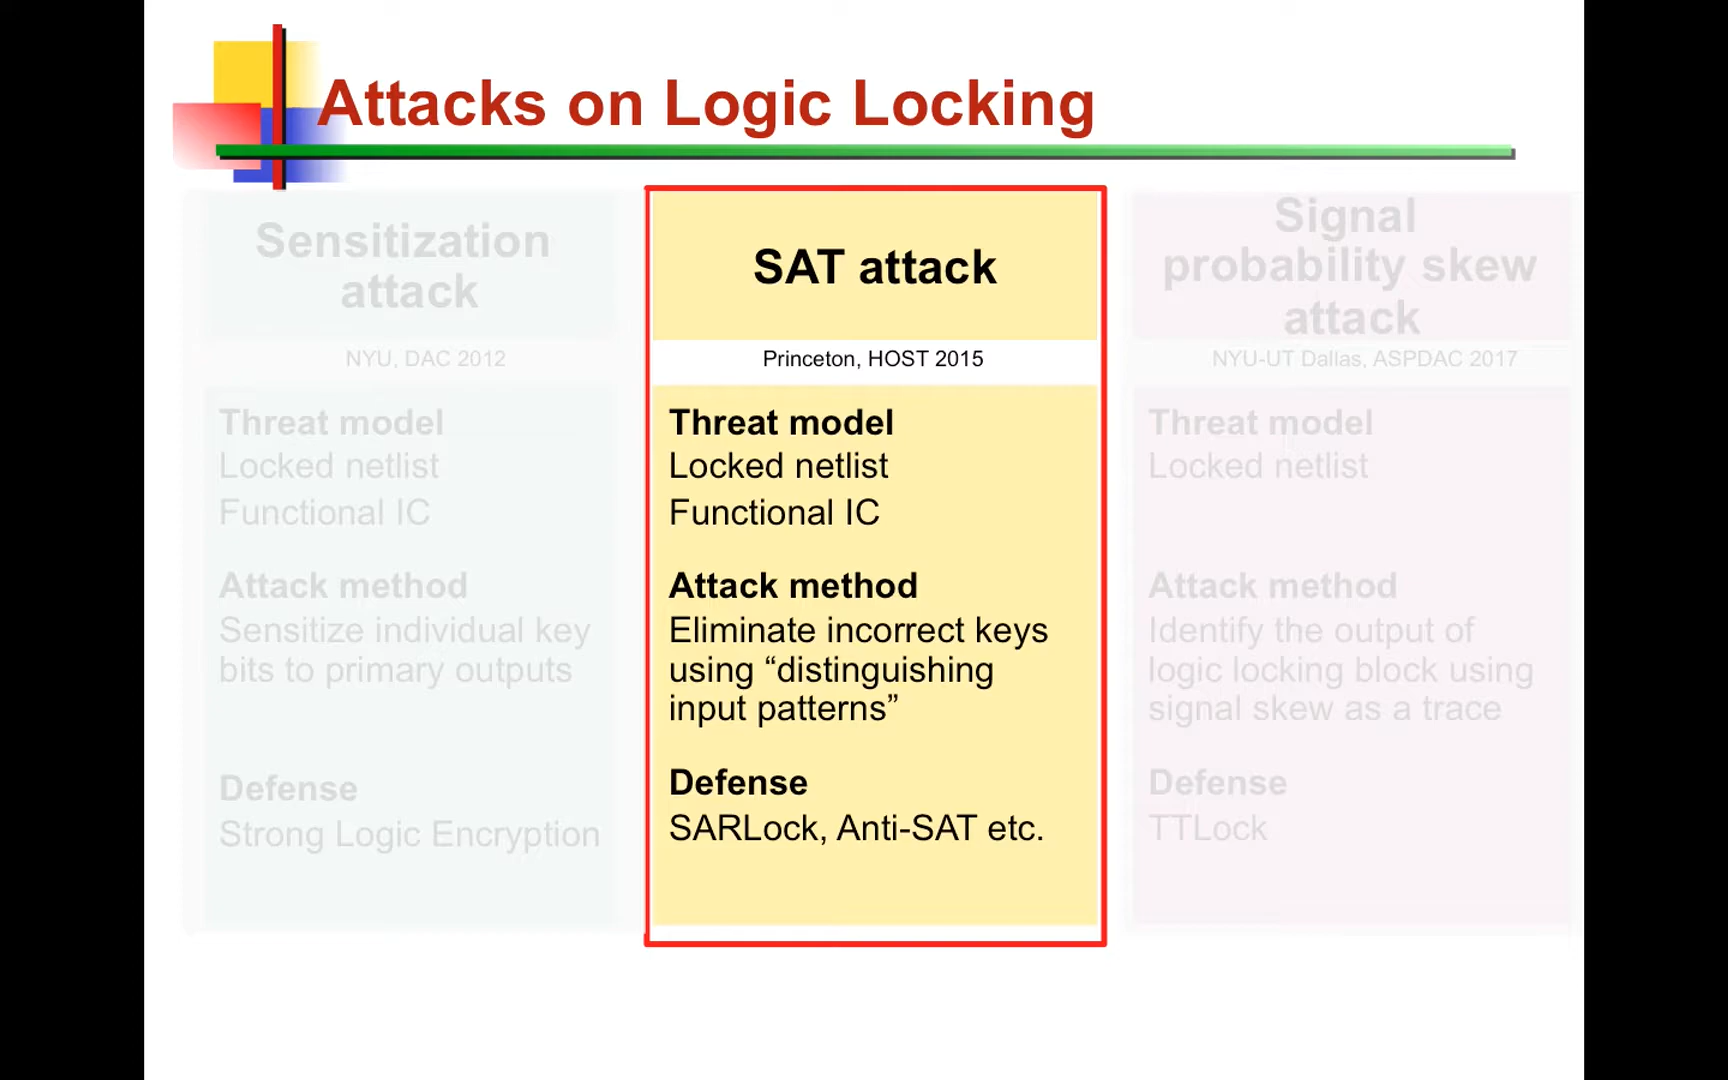 Attacks on Logic Locking
Sensitization
attack
NYU, DAC 2012
Threat model
Locked netlist
Functional IC
Attack method
Sensitize individual key
bits to primary outputs
Defense
Strong Logic Encryption
SAT attack
Princeton, HOST 2015
Threat model
Locked netlist
Functional IC
Attack method
Eliminate incorrect keys
using “distinguishing
input patterns”
Defense
SARLock, Anti-SAT etc.
Signal
probability skew
attack
NYU-UT Dallas, ASPDAC 2017
Threat model
Locked netlist
Attack method
Identify the output of
logic locking block using
signal skew as a trace
Defense
TTLock